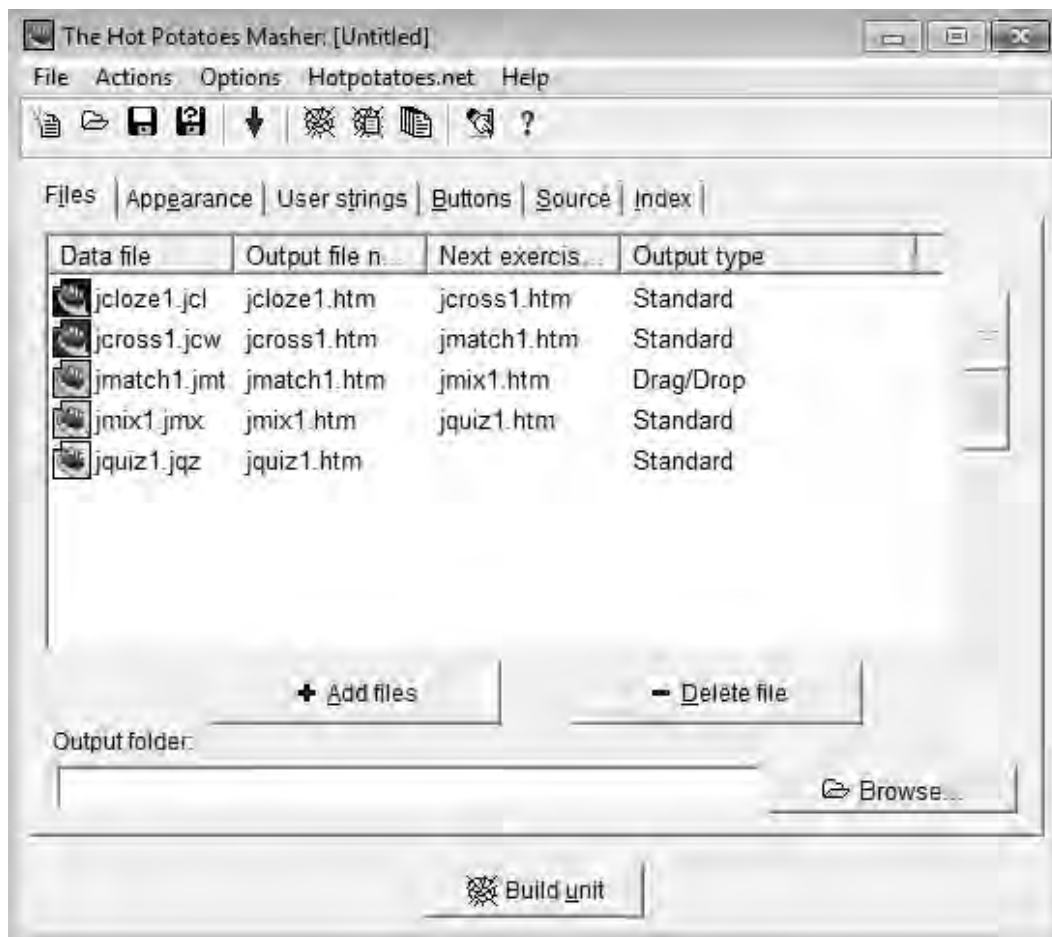 The Hot Potatoes Masher: [Untitled]
File Actions Options Hotpotatoes.net Help
?
Files Appearance User strings Buttons Source Index
Data file Output file n... Next exercis... Output type
jcloze1.jcl jcloze1.htm jcross1.htm Standard
jcross1.jcw jcross1.htm jmatch1.htm Standard
jmatch1.jmt jmatch1.htm jmix1.htm Drag/Drop
jmix1.jmx jmix1.htm jquiz1.htm Standard
jquiz1.jqz jquiz1.htm Standard
+ Add files - Delete file
Output folder:
Browse...
Build unit